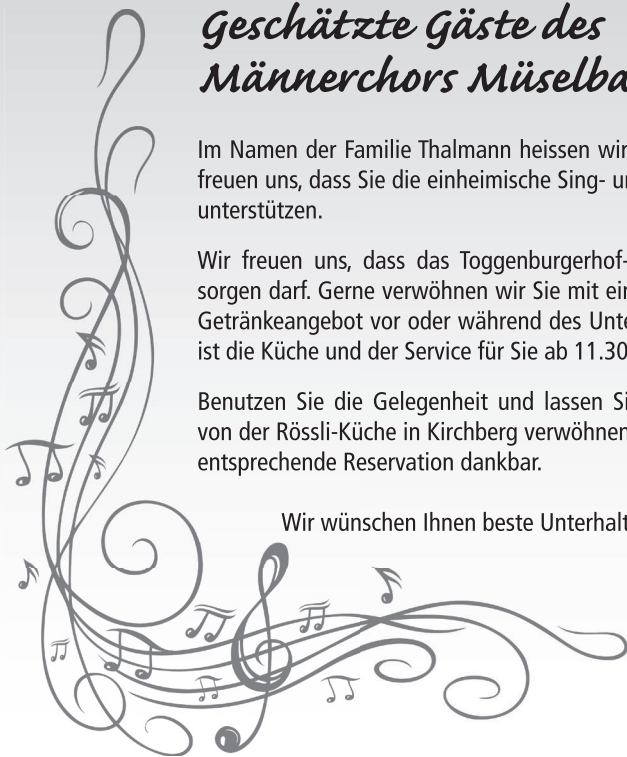 Geschätzte Gäste des
Männerchors Müselba
Im Namen der Familie Thalmann heissen wir
freuen uns, dass Sie die einheimische Sing- u
unterstützen.
Wir freuen uns, dass das Toggenburgerhof-
sorgen darf. Gerne verwöhnen wir Sie mit ein
Getränkeangebot vor oder während des Unte
ist die Küche und der Service für Sie ab 11.30
Benutzen Sie die Gelegenheit und lassen Si
von der Rössli-Küche in Kirchberg verwöhnen
entsprechende Reservation dankbar.
Wir wünschen Ihnen beste Unterhalt